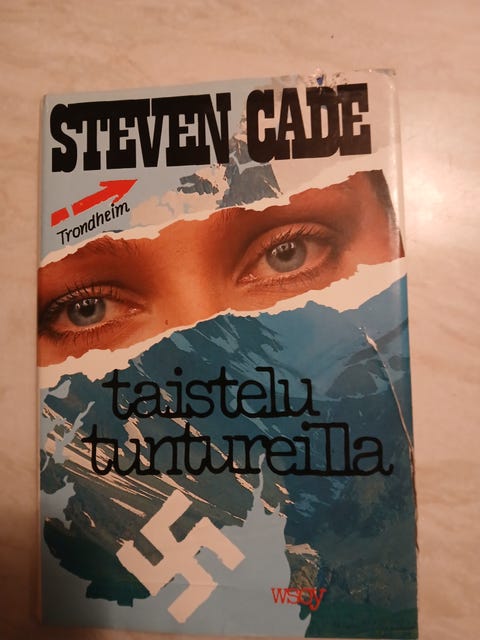 STEVEN CADE
Trondheim
taistelu
tuntureilla
wsoy